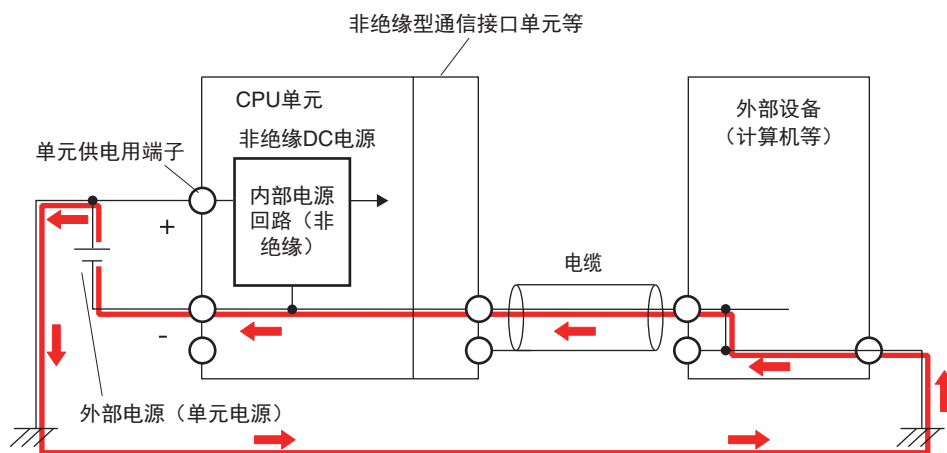 非绝缘型通信接口单元等
CPU单元
非绝缘DC电源
单元供电用端子
内部电源
回路（非
绝缘）
外部设备
（计算机等）
+
电缆
-
外部电源（单元电源）